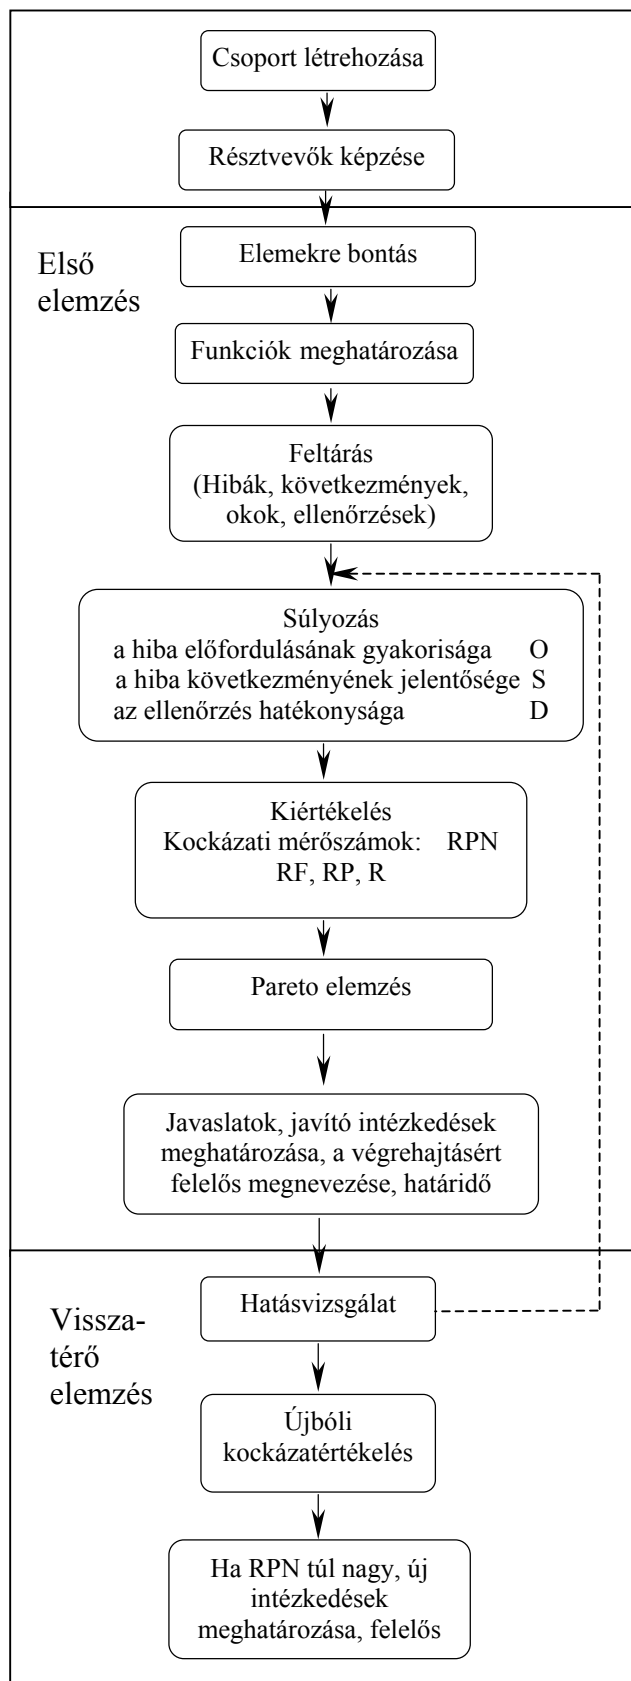 Csoport létrehozása
Résztvevők képzése
Első
elemzés
Elemekre bontás
Funkciók meghatározása
Feltárás
(Hibák, következmények,
okok, ellenőrzések)
Súlyozás
a hiba előfordulásának gyakorisága O
a hiba következményének jelentősége S
az ellenőrzés hatékonysága D
Kiértékelés
Kockázati mérőszámok: RPN
RF, RP, R
Pareto elemzés
Javaslatok, javító intézkedések
meghatározása, a végrehajtásért
felelős megnevezése, határidő
Vissza-
térő
elemzés
Hatásvizsgálat
Újbóli
kockázatértékelés
Ha RPN túl nagy, új
intézkedések
meghatározása, felelős